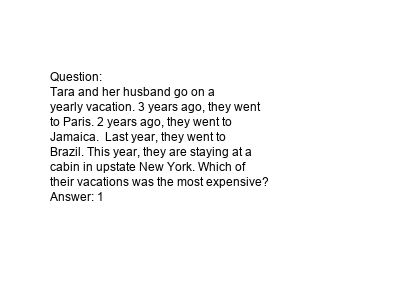 Question:
Tara and her husband go on a
yearly vacation. 3 years ago, they went
to Paris. 2 years ago, they went to
Jamaica.  Last year, they went to
Brazil. This year, they are staying at a
cabin in upstate New York. Which of
their vacations was the most expensive?
Answer: 1